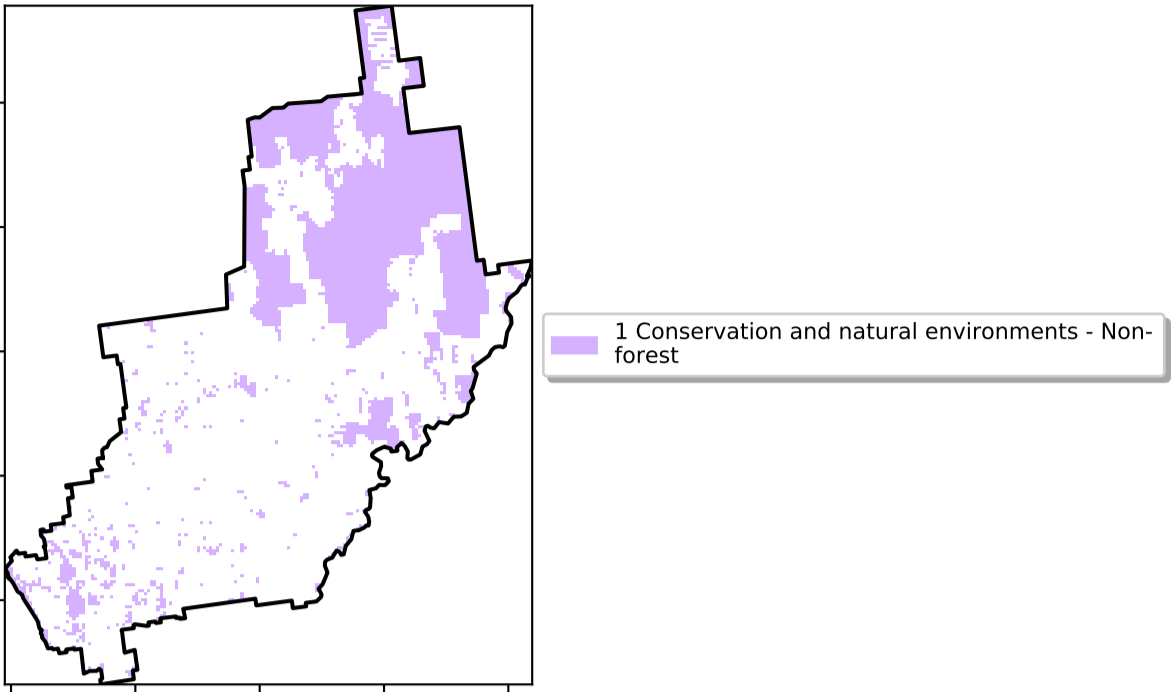 1 Conservation and natural environments - Non-
forest